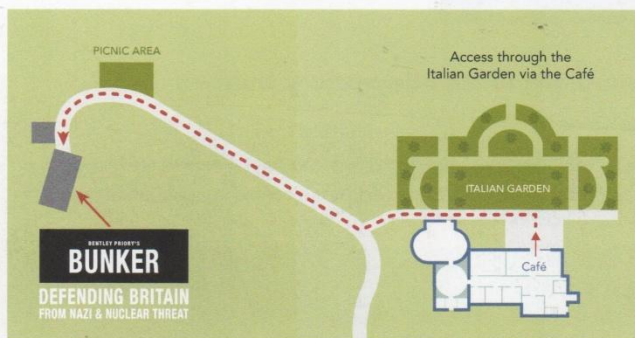 PICNIC AREA
Access through the
Italian Garden via the Café
ITALIAN GARDEN
Café
BENTLEY PRIORY'S
BUNKER
DEFENDING BRITAIN
FROM NAZI & NUCLEAR THREAT